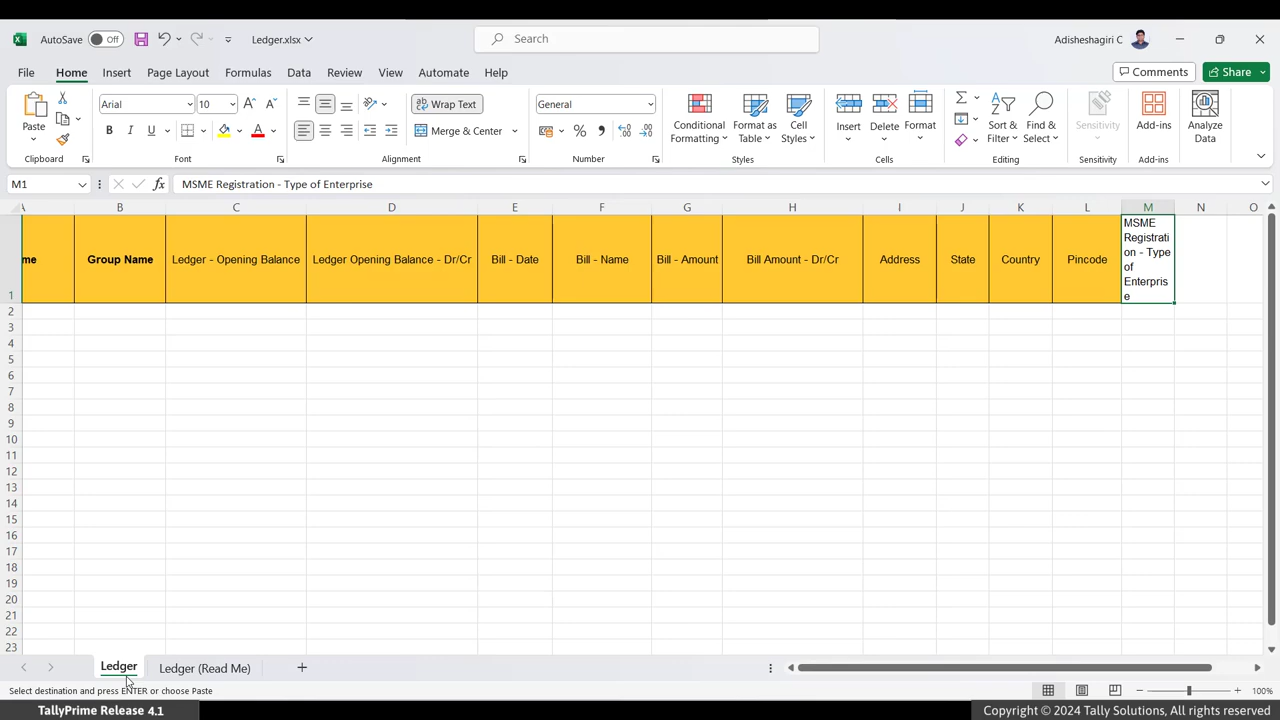 AutoSave Off Ledger.xlsx Search Adisheshagiri C
File Home Insert Page Layout Formulas Data Review View Automate Help Comments Share
Paste Arial 10 Wrap Text General Conditional Formatting Format as Table Cell Styles Insert Delete Format Sort & Filter Find & Select Sensitivity Add-ins Analyze Data
B I U A Merge & Center
Clipboard Font Alignment Number Styles Cells Editing Sensitivity Add-ins
M1 fx MSME Registration - Type of Enterprise
A B C D E F G H I J K L M N O
1 me Group Name Ledger - Opening Balance Ledger Opening Balance - Dr/Cr Bill - Date Bill - Name Bill - Amount Bill Amount - Dr/Cr Address State Country Pincode
MSME
Registrati
on - Type
of
Enterpris
e
2
3
4
5
6
7
8
9
10
11
12
13
14
15
16
17
18
19
20
21
22
23
Ledger Ledger (Read Me)
Select destination and press ENTER or choose Paste 100%
TallyPrime Release 4.1 Copyright © 2024 Tally Solutions, All rights reserved